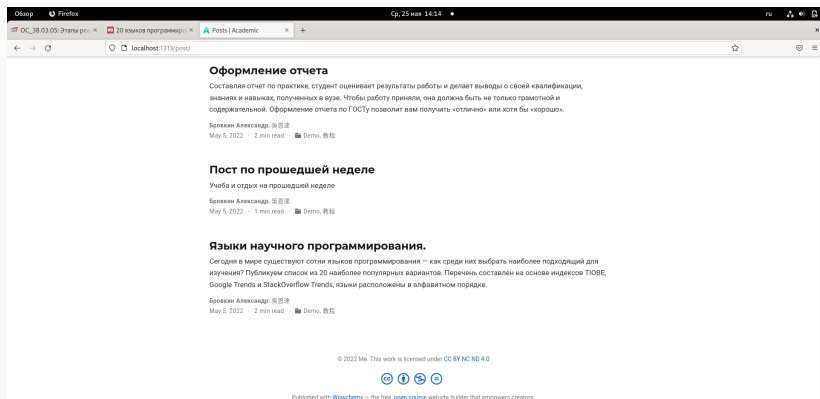 Обзор Firefox Ср, 25 мая 14:14 ru
ОС_38.03.05: Этапы реа × 20 языков программиро × Posts | Academic × +
localhost:1313/post/
Оформление отчета
Составляя отчет по практике, студент оценивает результаты работы и делает выводы о своей квалификации,
знаниях и навыках, полученных в вузе. Чтобы работу приняли, она должна быть не только грамотной и
содержательной. Оформление отчета по ГОСТу позволит вам получить «отлично» или хотя бы «хорошо».
Бровкин Александр, 吳恩達
May 5, 2022 · 2 min read · Demo, 教程
Пост по прошедшей неделе
Учеба и отдых на прошедшей неделе
Бровкин Александр, 吳恩達
May 5, 2022 · 1 min read · Demo, 教程
Языки научного программирования.
Сегодня в мире существуют сотни языков программирования — как среди них выбрать наиболее подходящий для
изучения? Публикуем список из 20 наиболее популярных вариантов. Перечень составлен на основе индексов TIOBE,
Google Trends и StackOverflow Trends, языки расположены в алфавитном порядке.
Бровкин Александр, 吳恩達
May 5, 2022 · 2 min read · Demo, 教程
© 2022 Me. This work is licensed under CC BY NC ND 4.0
Published with Wowchemy — the free, open source website builder that empowers creators.